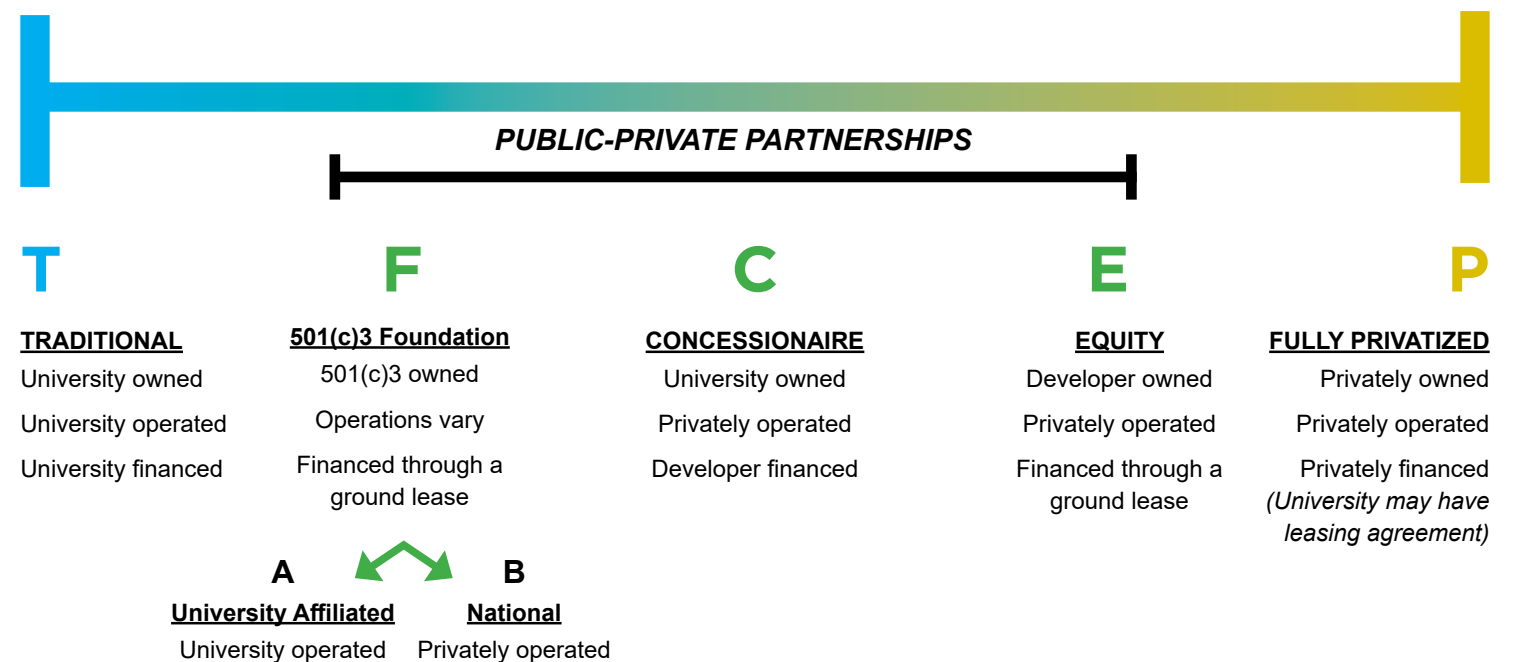 PUBLIC-PRIVATE PARTNERSHIPS
T
TRADITIONAL
University owned
University operated
University financed
F
501(c)3 Foundation
501(c)3 owned
Operations vary
Financed through a
ground lease
A
University Affiliated
University operated
B
National
Privately operated
C
CONCESSIONAIRE
University owned
Privately operated
Developer financed
E
EQUITY
Developer owned
Privately operated
Financed through a
ground lease
P
FULLY PRIVATIZED
Privately owned
Privately operated
Privately financed
(University may have
leasing agreement)